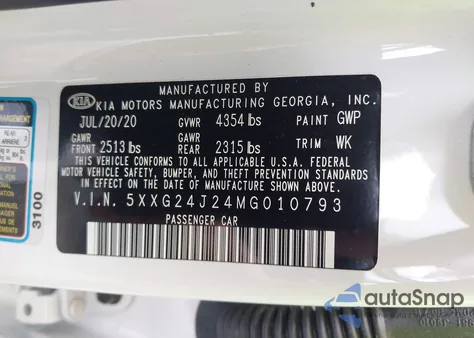 MANUFACTURED BY
KIA KIA MOTORS MANUFACTURING GEORGIA, INC.
JUL/20/20 GVWR 4354 lbs PAINT GWP
GAWR FRONT 2513 lbs GAWR REAR 2315 lbs TRIM WK
THIS VEHICLE CONFORMS TO ALL APPLICABLE U.S.A. FEDERAL
MOTOR VEHICLE SAFETY, BUMPER, AND THEFT PREVENTION
STANDARDS IN EFFECT ON THE DATE OF MANUFACTURE SHOWN ABOVE.
V.I.N. 5XXG24J24MG010793
PASSENGER CAR
3100
REAR
autoSnap